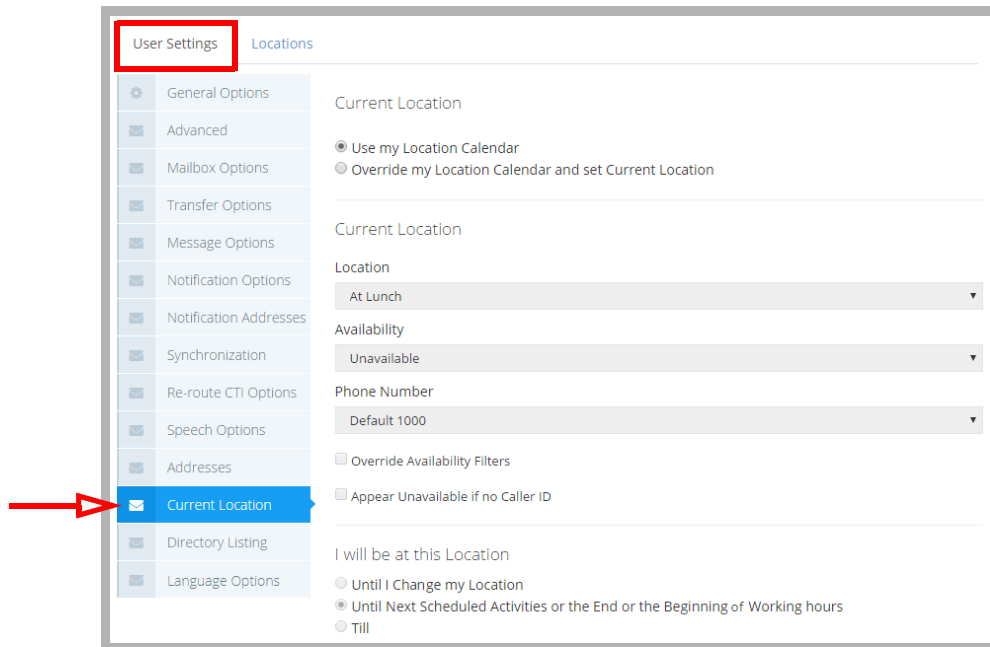 User Settings Locations
General Options
Advanced
Mailbox Options
Transfer Options
Message Options
Notification Options
Notification Addresses
Synchronization
Re-route CTI Options
Speech Options
Addresses
Current Location
Directory Listing
Language Options
Current Location
Use my Location Calendar
Override my Location Calendar and set Current Location
Current Location
Location
At Lunch
Availability
Unavailable
Phone Number
Default 1000
Override Availability Filters
Appear Unavailable if no Caller ID
I will be at this Location
Until I Change my Location
Until Next Scheduled Activities or the End or the Beginning of Working hours
Till